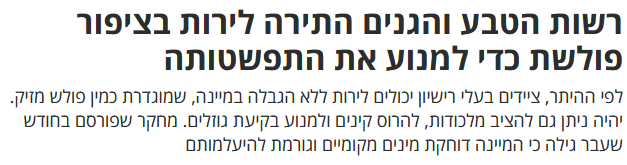 רשות הטבע והגנים התירה לירות בציפור
פולשת כדי למנוע את התפשטותה
לפי ההיתר, ציידים בעלי רישיון יכולים לירות ללא הגבלה במיינה, שמוגדרת כמין פולש מזיק.
יהיה ניתן גם להציב מלכודות, להרוס קינים ולמנוע בקיעת גוזלים. מחקר שפורסם בחודש
שעבר גילה כי המיינה דוחקת מינים מקומיים וגורמת להיעלמותם